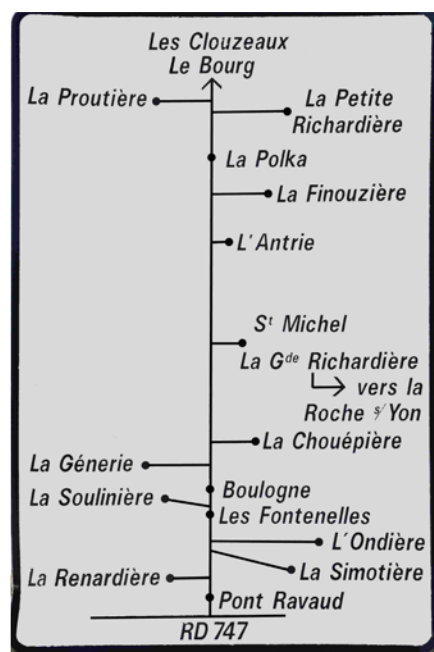 Les Clouzeaux
Le Bourg
La Proutière
La Petite
Richardière
La Polka
La Finouzière
L'Antrie
St Michel
La Gde Richardière
vers la
Roche s/Yon
La Chouépière
La Génerie
Boulogne
La Soulinière
Les Fontenelles
L'Ondière
La Simotière
La Renardière
Pont Ravaud
RD 747